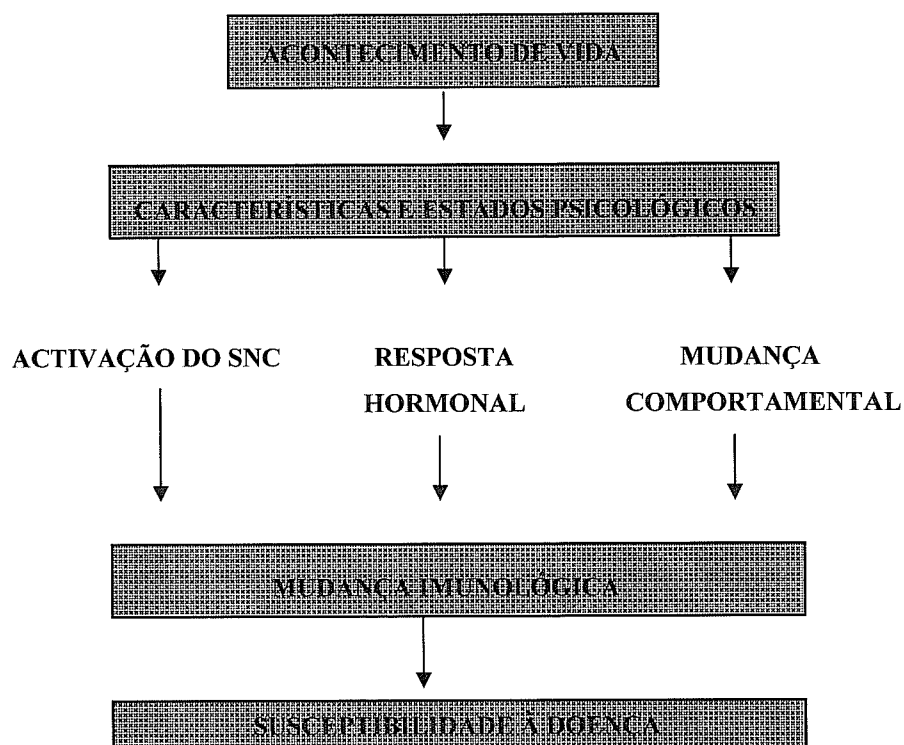 ACONTECIMENTO DE VIDA
CARACTERÍSTICAS E ESTADOS PSICOLÓGICOS
ACTIVAÇÃO DO SNC
RESPOSTA
HORMONAL
MUDANÇA
COMPORTAMENTAL
MUDANÇA IMUNOLÓGICA
SUSCEPTIBILIDADE À DOENÇA